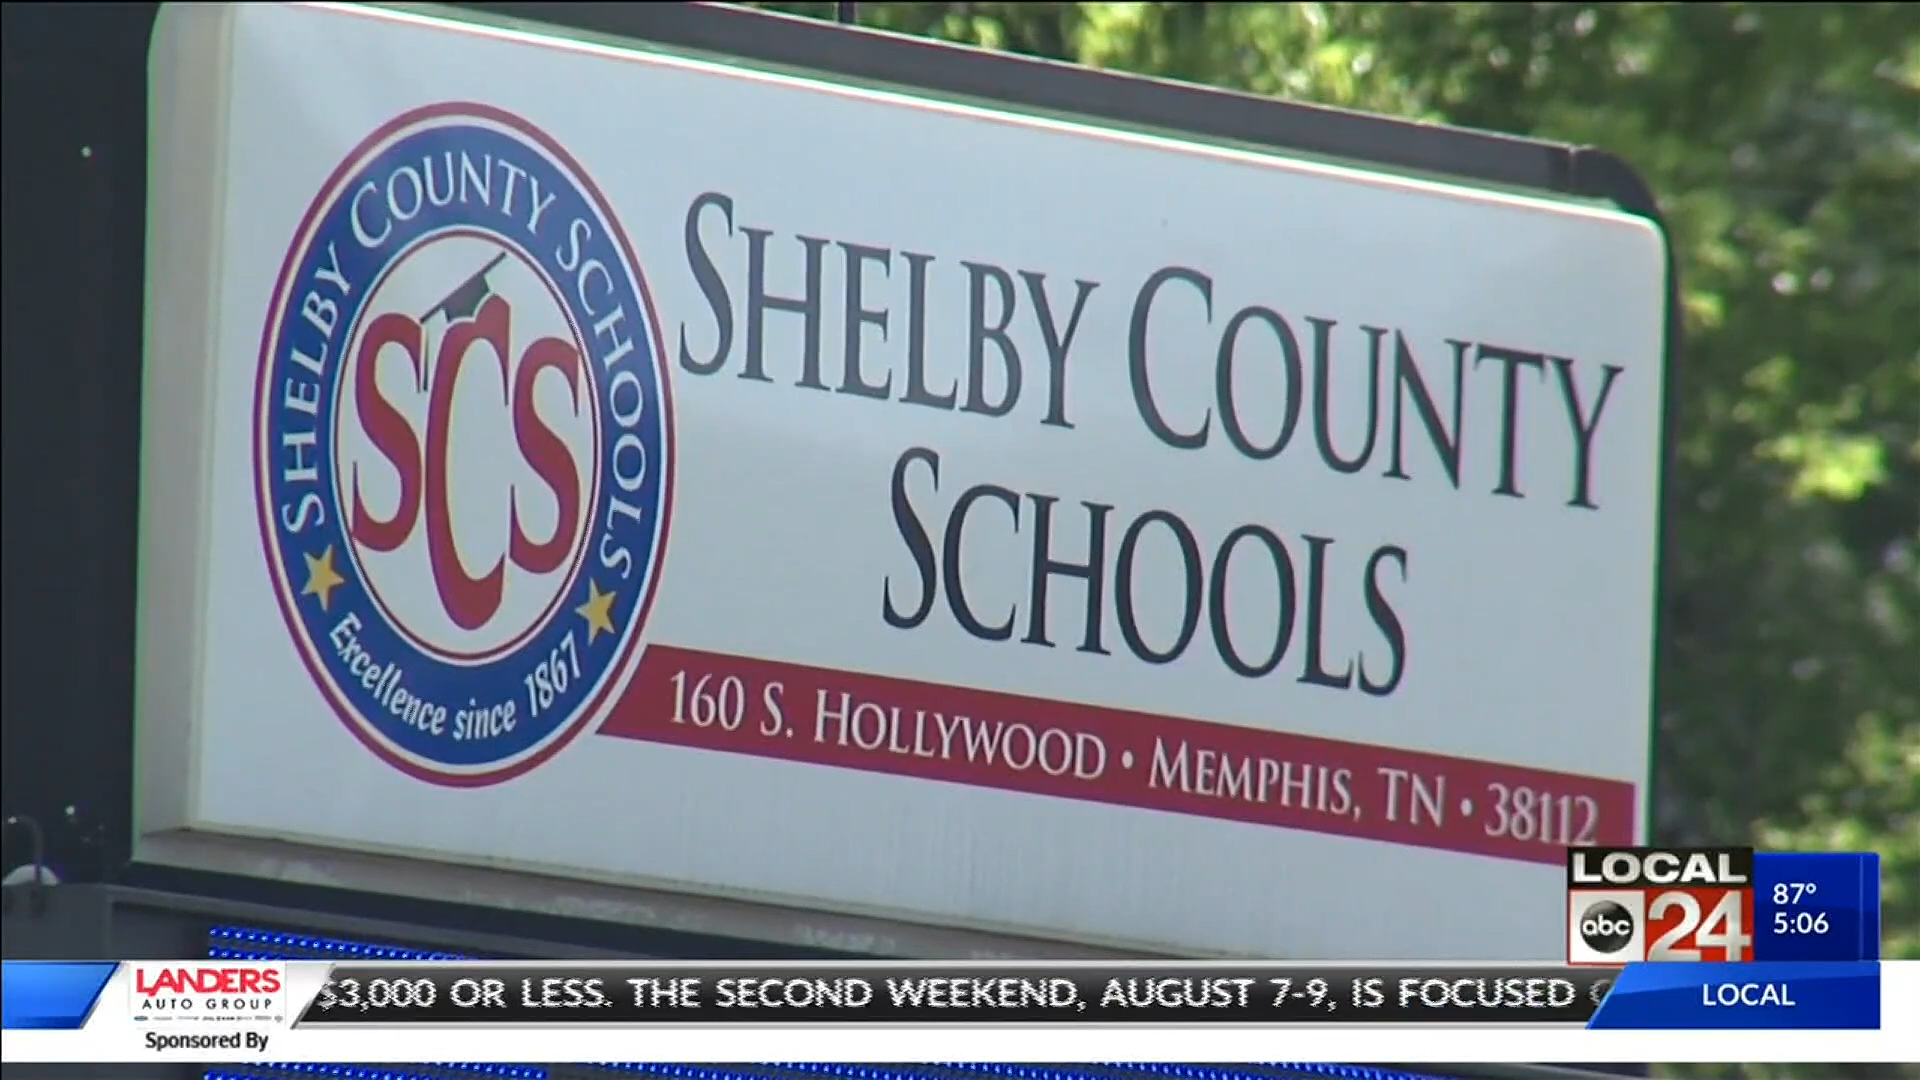 SHELBY COUNTY SCHOOLS
SCS
Excellence since 1867
SHELBY COUNTY
SCHOOLS
160 S. HOLLYWOOD • MEMPHIS, TN • 38112
LOCAL
abc 24
87°
5:06
LANDERS
AUTO GROUP
Sponsored By
$3,000 OR LESS. THE SECOND WEEKEND, AUGUST 7-9, IS FOCUSED
LOCAL